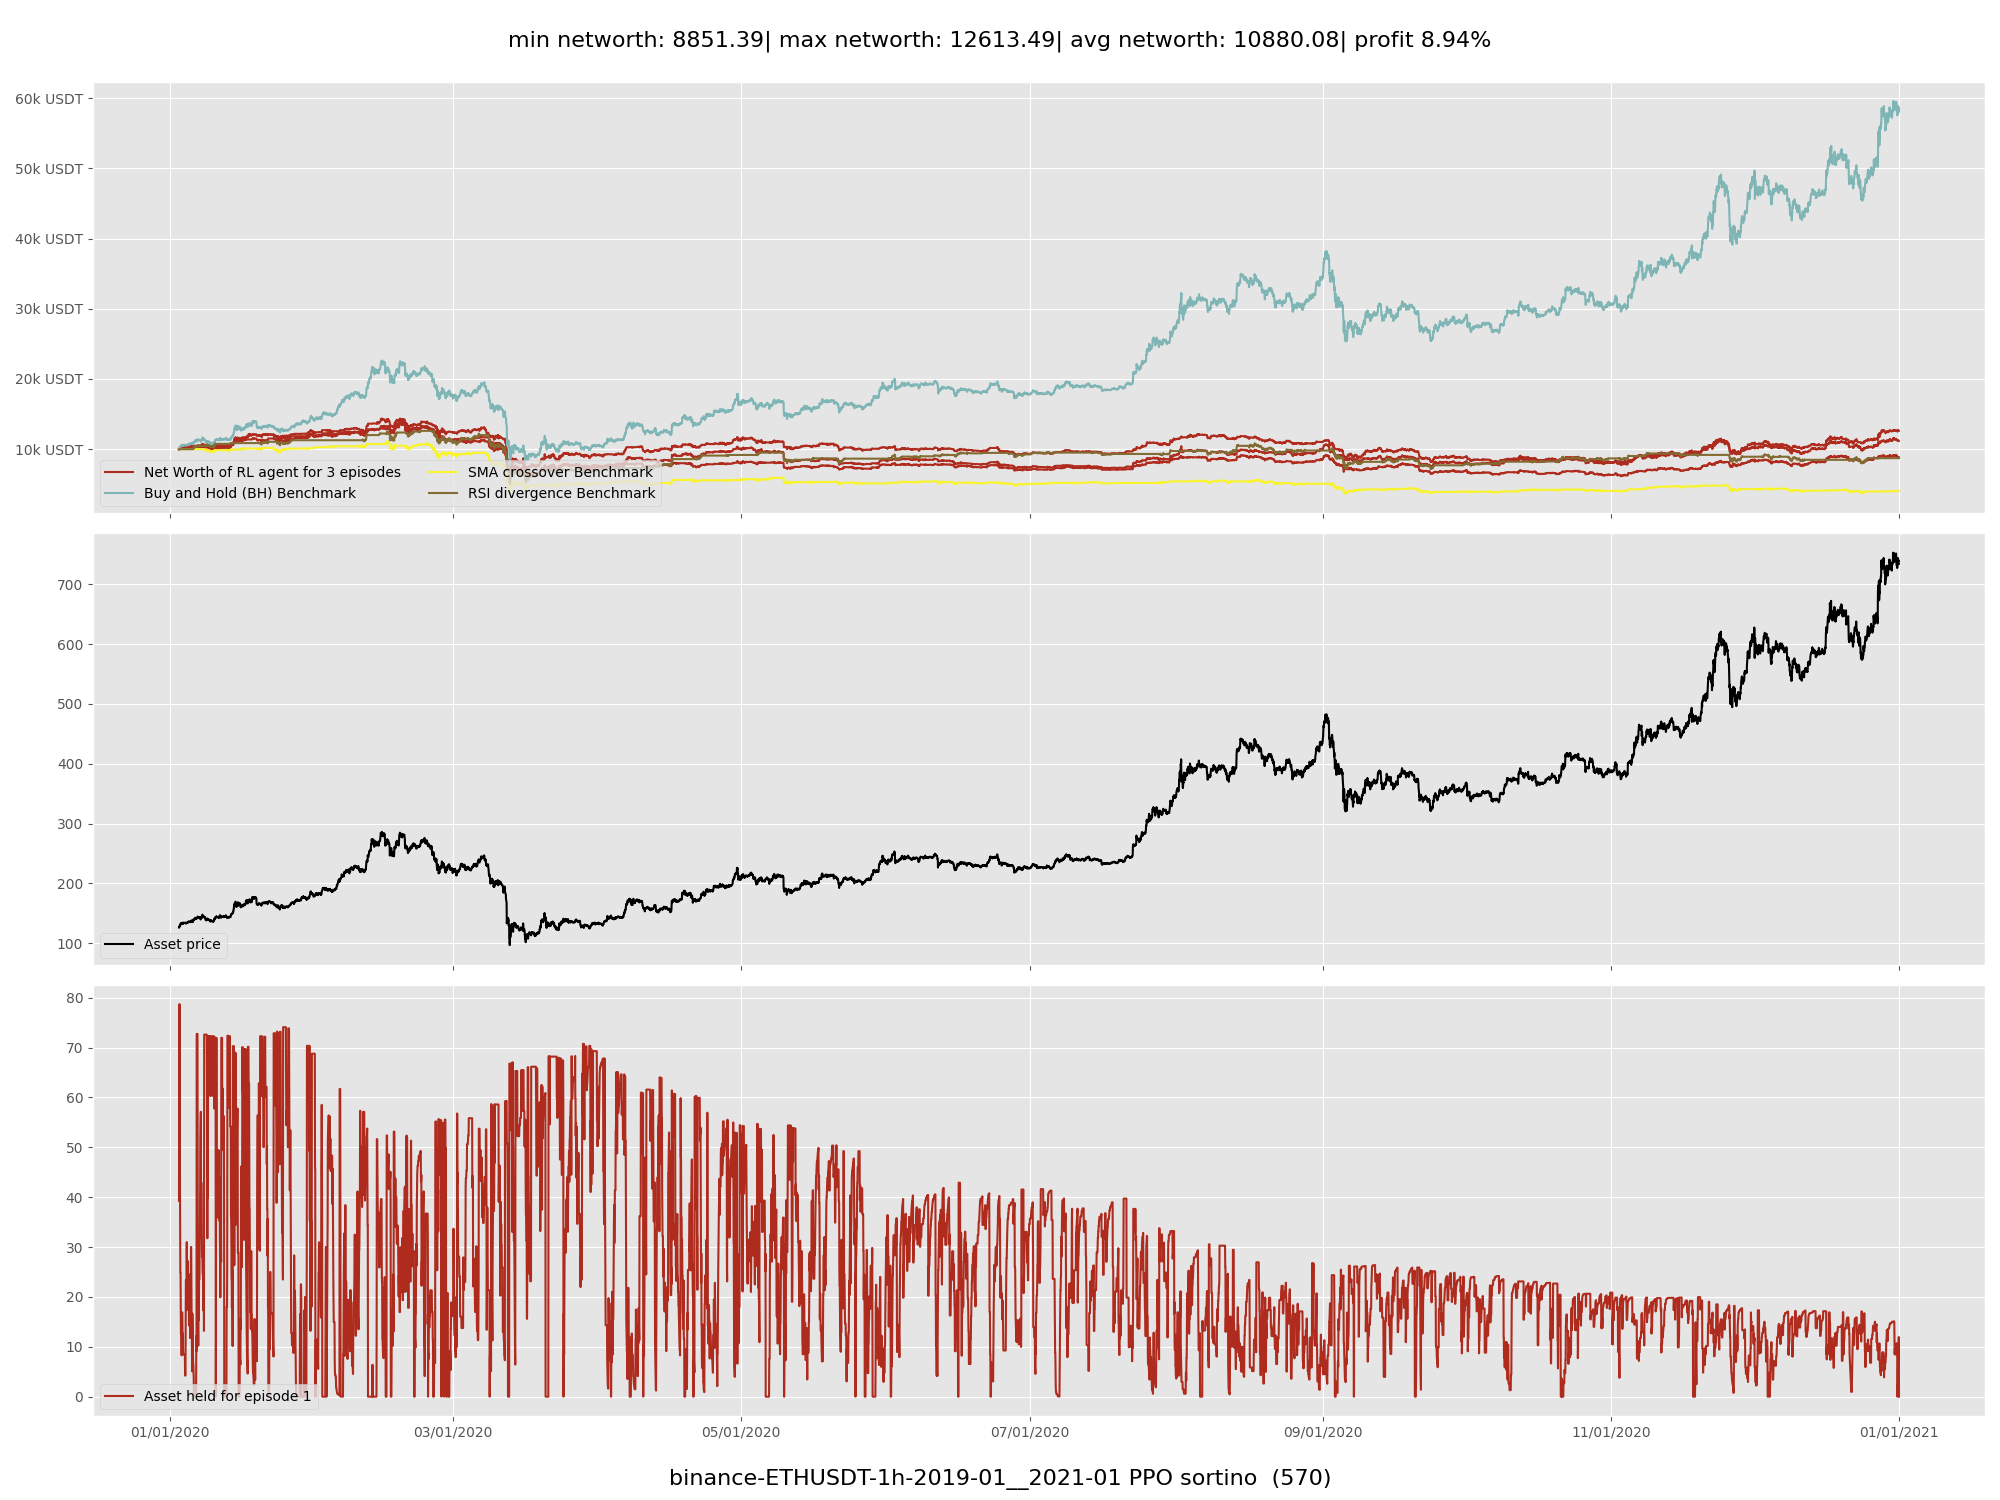 min networth: 8851.39| max networth: 12613.49| avg networth: 10880.08| profit 8.94%
60k USDT
50k USDT
40k USDT
30k USDT
20k USDT
10k USDT
Net Worth of RL agent for 3 episodes
Buy and Hold (BH) Benchmark
SMA crossover Benchmark
RSI divergence Benchmark
700
600
500
400
300
200
100
Asset price
80
70
60
50
40
30
20
10
0
Asset held for episode 1
01/01/2020 03/01/2020 05/01/2020 07/01/2020 09/01/2020 11/01/2020 01/01/2021
binance-ETHUSDT-1h-2019-01__2021-01 PPO sortino (570)